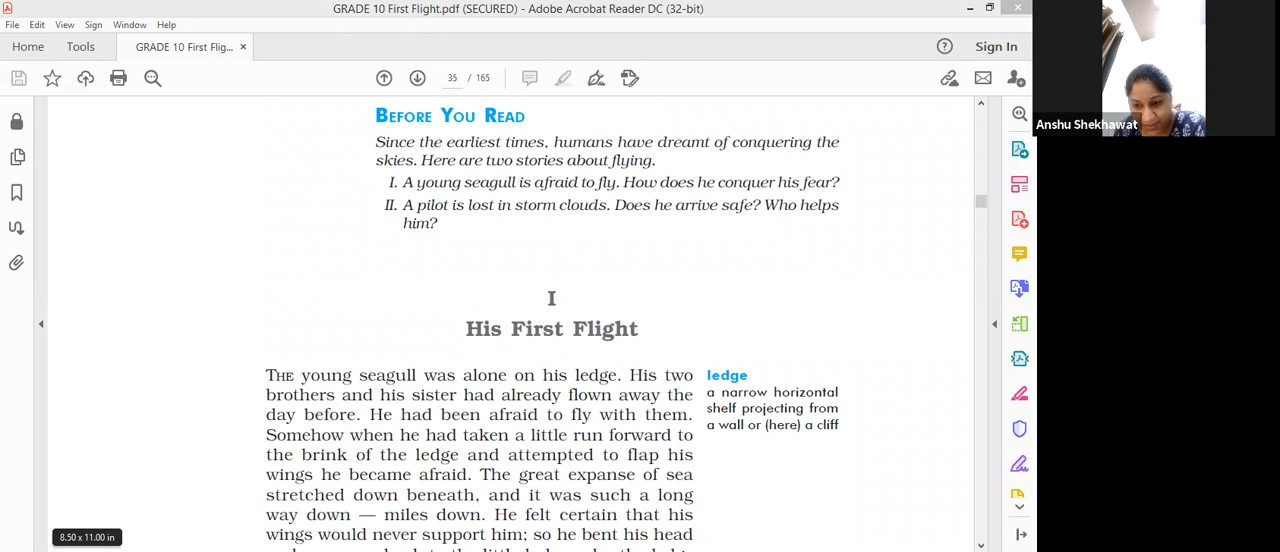 GRADE 10 First Flight.pdf (SECURED) - Adobe Acrobat Reader DC (32-bit)
File Edit View Sign Window Help
Home Tools GRADE 10 First Flig... × Sign In
35 / 165
BEFORE YOU READ
Since the earliest times, humans have dreamt of conquering the
skies. Here are two stories about flying.
I. A young seagull is afraid to fly. How does he conquer his fear?
II. A pilot is lost in storm clouds. Does he arrive safe? Who helps
him?
I
His First Flight
THE young seagull was alone on his ledge. His two
brothers and his sister had already flown away the
day before. He had been afraid to fly with them.
Somehow when he had taken a little run forward to
the brink of the ledge and attempted to flap his
wings he became afraid. The great expanse of sea
stretched down beneath, and it was such a long
way down — miles down. He felt certain that his
wings would never support him; so he bent his head
ledge
a narrow horizontal
shelf projecting from
a wall or (here) a cliff
8.50 x 11.00 in
Anshu Shekhawat